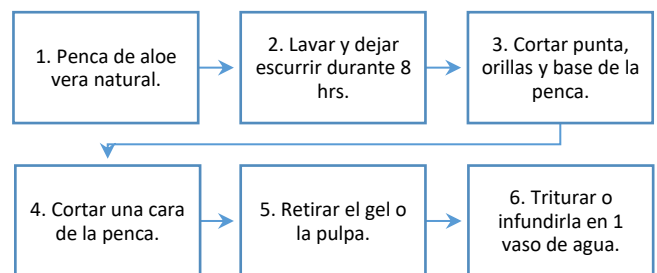 1. Penca de aloe
vera natural.
2. Lavar y dejar
escurrir durante 8
hrs.
3. Cortar punta,
orillas y base de la
penca.
4. Cortar una cara
de la penca.
5. Retirar el gel o
la pulpa.
6. Triturar o
infundirla en 1
vaso de agua.